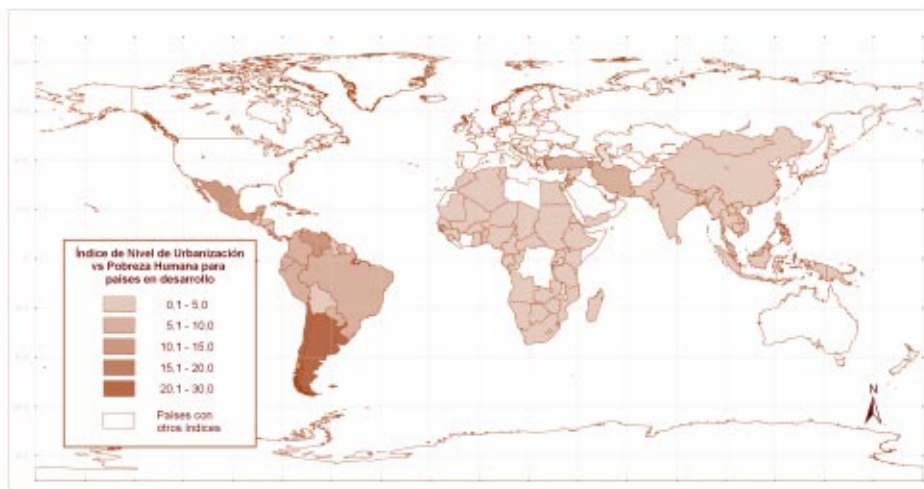 Índice de Nivel de Urbanización
vs Pobreza Humana para
países en desarrollo
0,1 - 5,0
5,1 - 10,0
10,1 - 15,0
15,1 - 20,0
20,1 - 30,0
Países con
otros índices
N